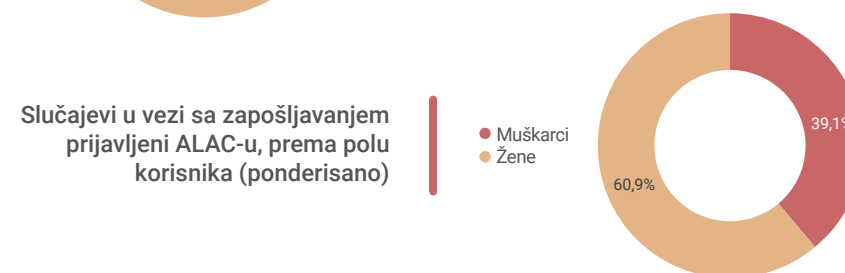 Slučajevi u vezi sa zapošljavanjem
prijavljeni ALAC-u, prema polu
korisnika (ponderisano)
Muškarci
Žene
39,1%
60,9%